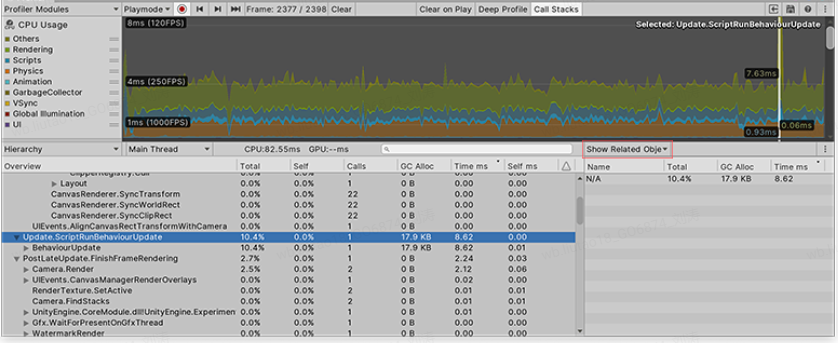 Profiler Modules Playmode Frame: 2377 / 2398 Clear Clear on Play Deep Profile Call Stacks
CPU Usage
Others
Rendering
Scripts
Physics
Animation
GarbageCollector
VSync
Global Illumination
UI
8ms (120FPS)
Selected: Update.ScriptRunBehaviourUpdate
4ms (250FPS)
7.63ms
1ms (1000FPS)
0.06ms
0.93ms
Hierarchy Main Thread CPU:82.55ms GPU:--ms Show Related Obje
Overview Total Self Calls GC Alloc Time ms Self ms
Name Total GC Alloc Time ms
N/A 10.4% 17.9 KB 8.62
ClipperRegistry.Cull 0.0% 0.0% 1 0 B 0.00 0.00
Layout 0.0% 0.0% 1 0 B 0.00 0.00
CanvasRenderer.SyncTransform 0.0% 0.0% 22 0 B 0.00 0.00
CanvasRenderer.SyncWorldRect 0.0% 0.0% 22 0 B 0.00 0.00
CanvasRenderer.SyncClipRect 0.0% 0.0% 22 0 B 0.00 0.00
UIEvents.AlignCanvasRectTransformWithCamera 0.0% 0.0% 1 0 B 0.00 0.00
Update.ScriptRunBehaviourUpdate 10.4% 0.0% 1 17.9 KB 8.62 0.00
BehaviourUpdate 10.4% 0.0% 1 17.9 KB 8.62 0.01
PostLateUpdate.FinishFrameRendering 2.7% 0.0% 1 0 B 2.24 0.03
Camera.Render 2.5% 0.0% 2 0 B 2.12 0.06
UIEvents.CanvasManagerRenderOverlays 0.0% 0.0% 1 0 B 0.02 0.00
RenderTexture.SetActive 0.0% 0.0% 2 0 B 0.01 0.01
Camera.FindStacks 0.0% 0.0% 2 0 B 0.01 0.01
UnityEngine.CoreModule.dll!UnityEngine.Experimen 0.0% 0.0% 1 0 B 0.01 0.00
Gfx.WaitForPresentOnGfxThread 0.0% 0.0% 1 0 B 0.00 0.00
WatermarkRender 0.0% 0.0% 1 0 B 0.00 0.00